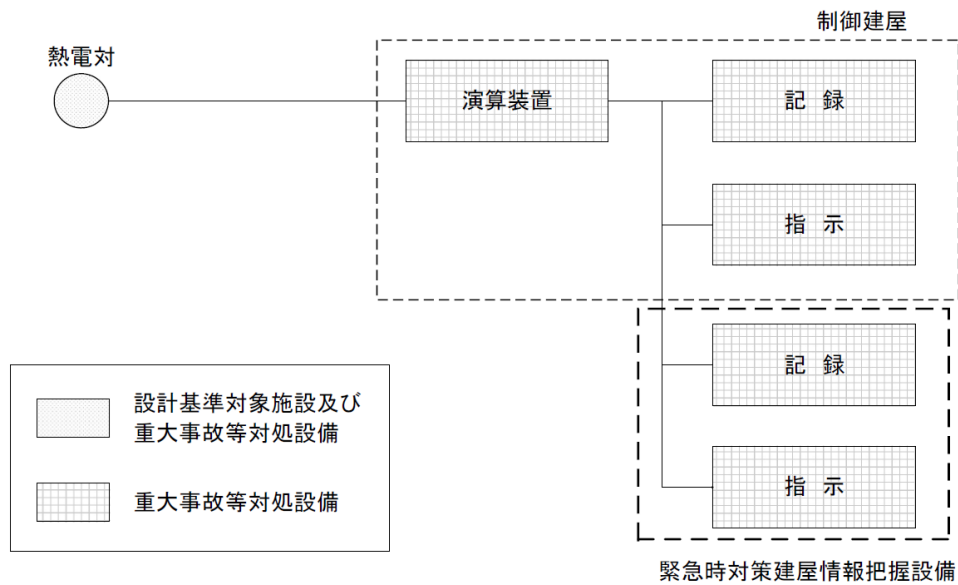 制御建屋
熱電対
演算装置
記 録
指 示
記 録
指 示
設計基準対象施設及び
重大事故等対処設備
重大事故等対処設備
緊急時対策建屋情報把握設備